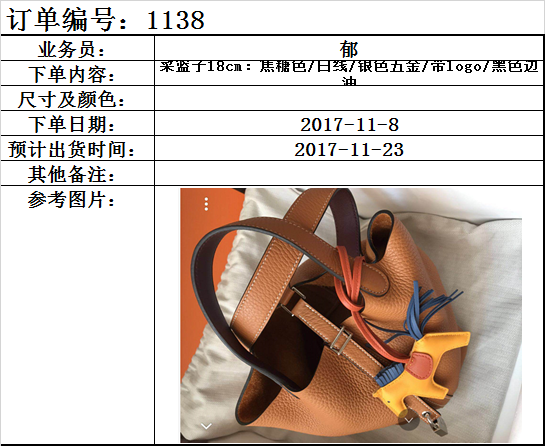 订单编号：1138
业务员： 郁
下单内容： 菜篮子18cm：焦糖色/白线/银色五金/带logo/黑色边油
尺寸及颜色：
下单日期： 2017-11-8
预计出货时间： 2017-11-23
其他备注：
参考图片：